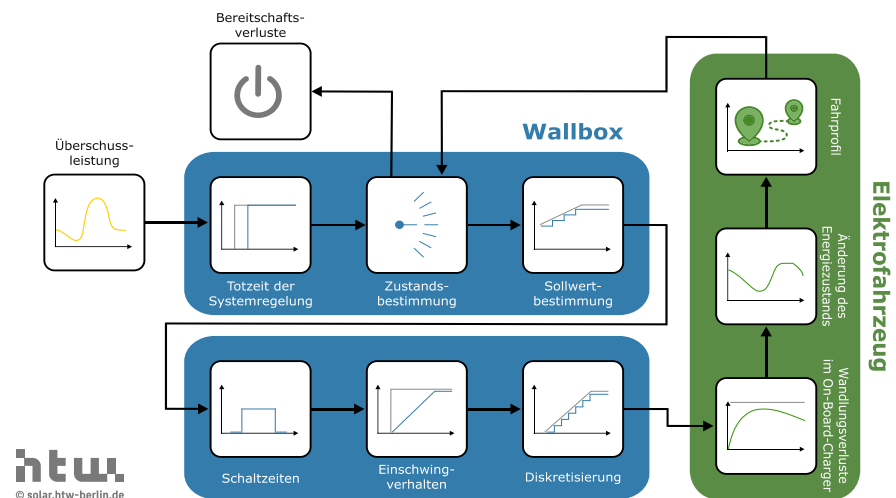 Bereitschafts-
verluste
Wallbox
Überschuss-
leistung
Totzeit der
Systemregelung
Zustands-
bestimmung
Sollwert-
bestimmung
Schaltzeiten
Einschwing-
verhalten
Diskretisierung
Fahrprofil
Änderung des
Energiezustands
Wandlungsverluste
im On-Board-Charger
Elektrofahrzeug
htw
© solar.htw-berlin.de